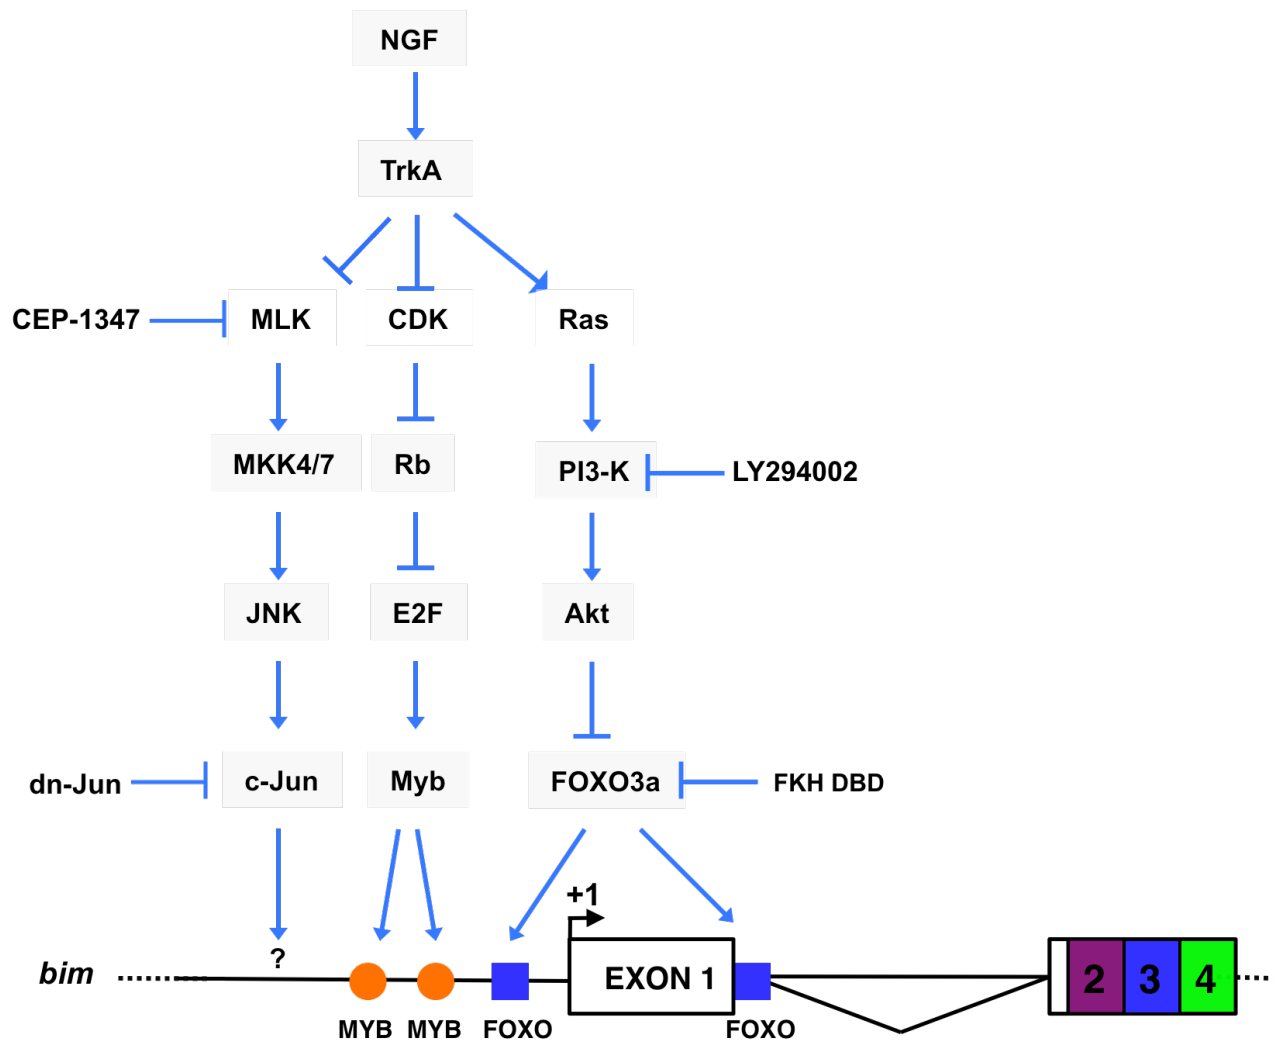 NGF
TrkA
CEP-1347 MLK CDK Ras
MKK4/7 Rb PI3-K LY294002
JNK E2F Akt
dn-Jun c-Jun Myb FOXO3a FKH DBD
+1
?
bim EXON 1 2 3 4
MYB MYB FOXO FOXO